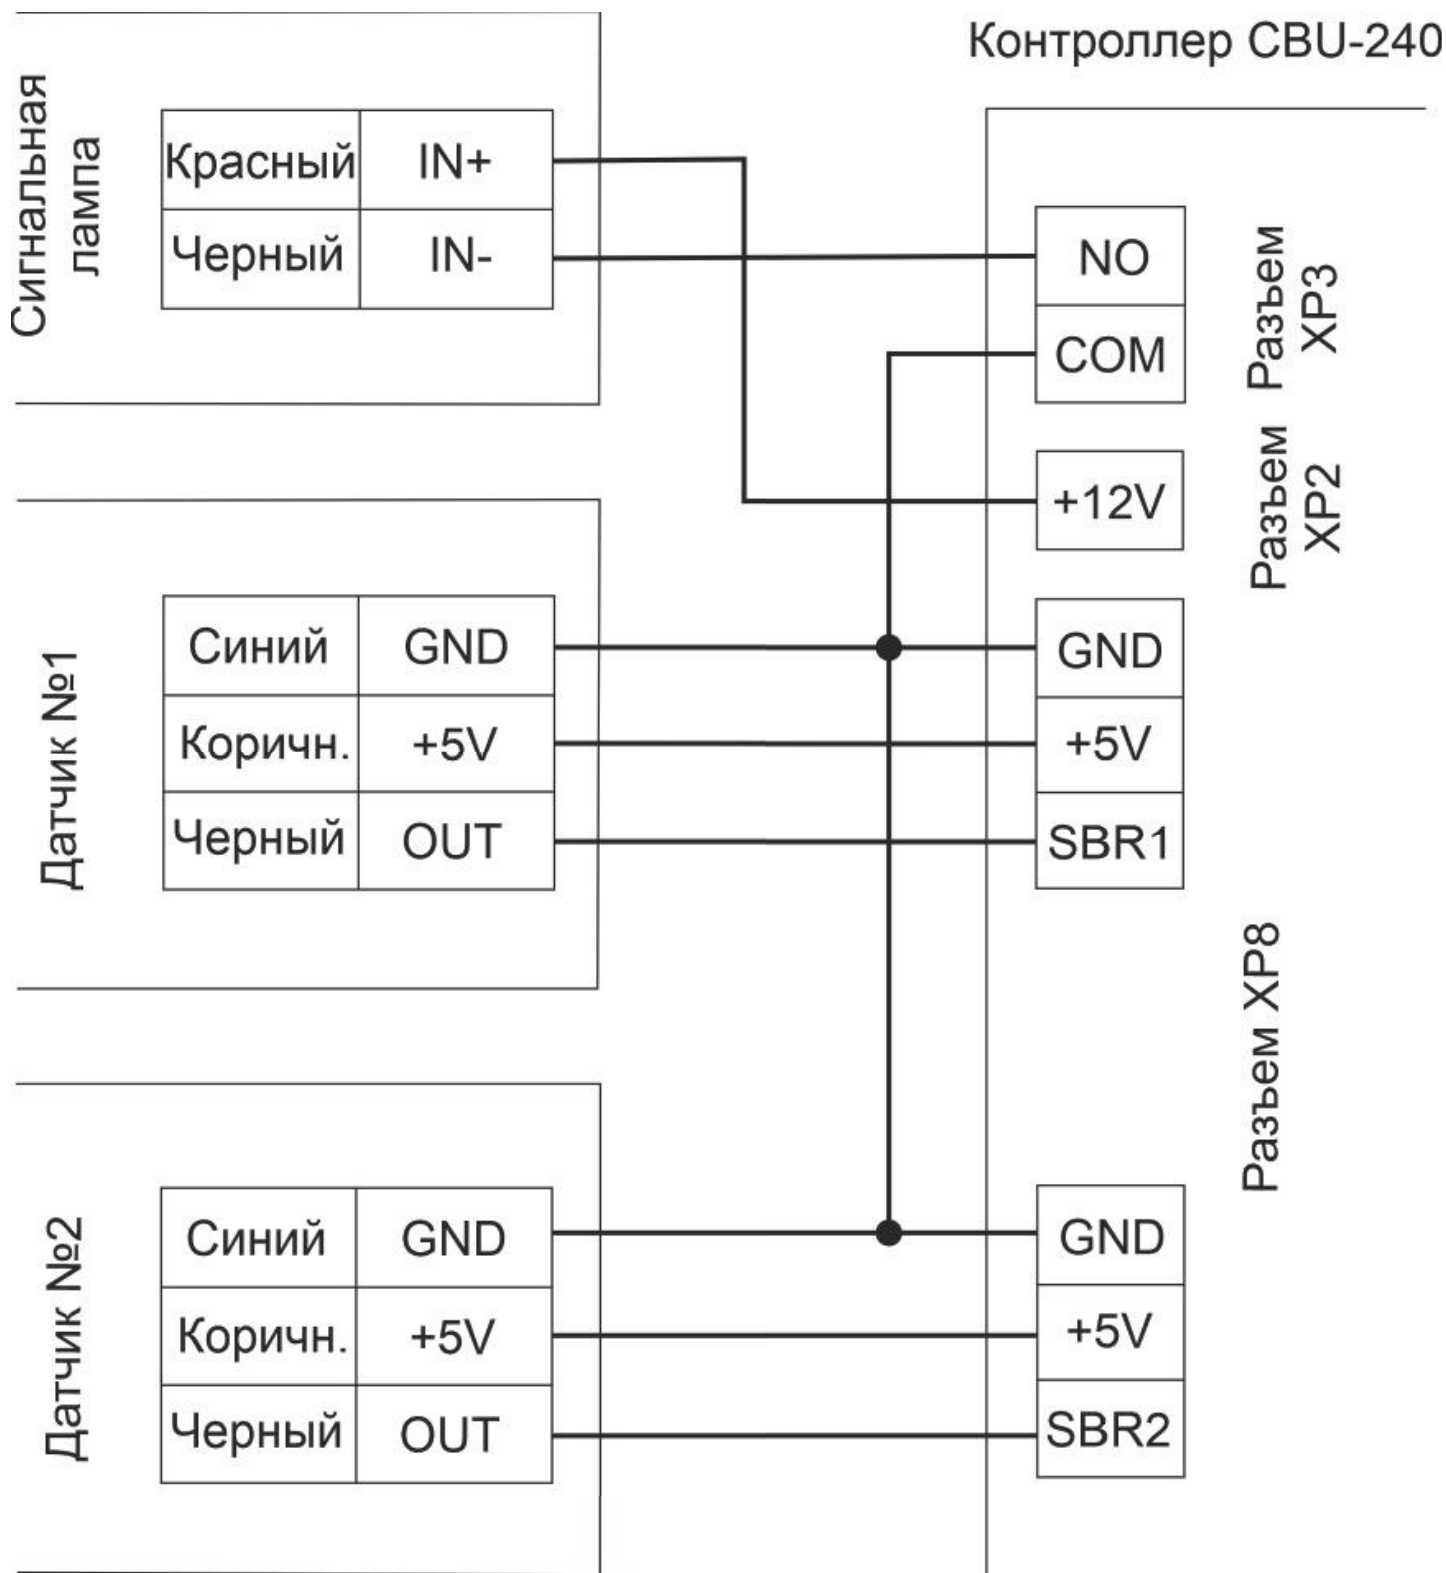 Контроллер CBU-240
Сигнальная
лампа
Красный IN+
Черный IN-
NO
COM
Разъем
XP3
+12V
Разъем
XP2
Датчик №1
Синий GND
Коричн. +5V
Черный OUT
GND
+5V
SBR1
Разъем XP8
Датчик №2
Синий GND
Коричн. +5V
Черный OUT
GND
+5V
SBR2